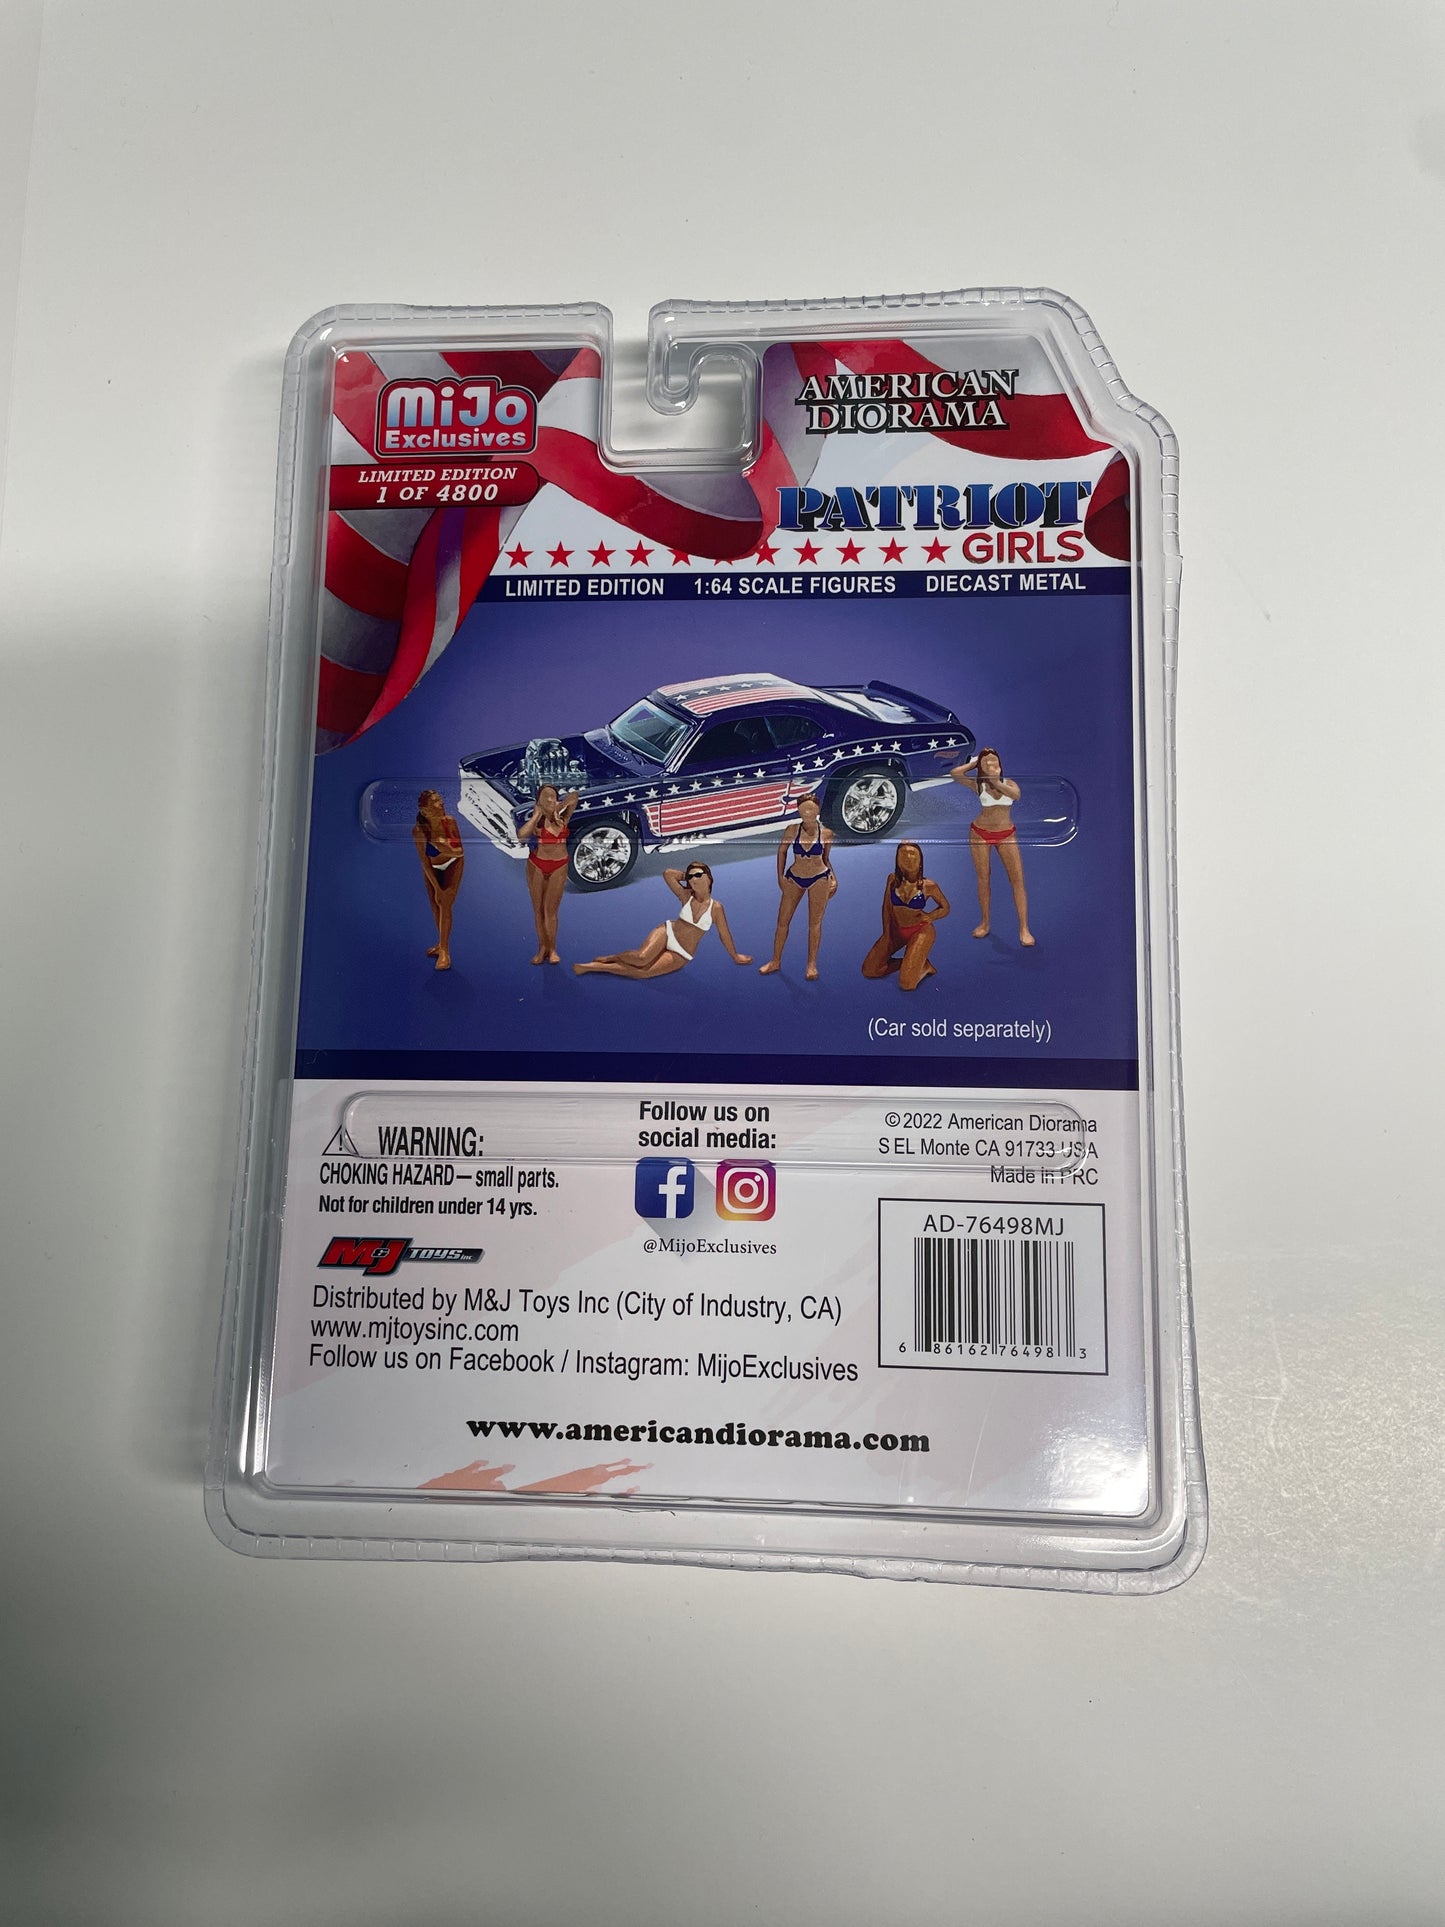 MiJo
Exclusives
LIMITED EDITION
1 OF 4800
AMERICAN
DIORAMA
PATRIOT
GIRLS
LIMITED EDITION 1:64 SCALE FIGURES DIECAST METAL
(Car sold separately)
WARNING:
CHOKING HAZARD — small parts.
Not for children under 14 yrs.
Follow us on
social media:
@MijoExclusives
©2022 American Diorama
S EL Monte CA 91733 USA
Made in PRC
AD-76498MJ
6 86162 76498 3
M&J TOYS INC.
Distributed by M&J Toys Inc (City of Industry, CA)
www.mjtoysinc.com
Follow us on Facebook / Instagram: MijoExclusives
www.americandiorama.com